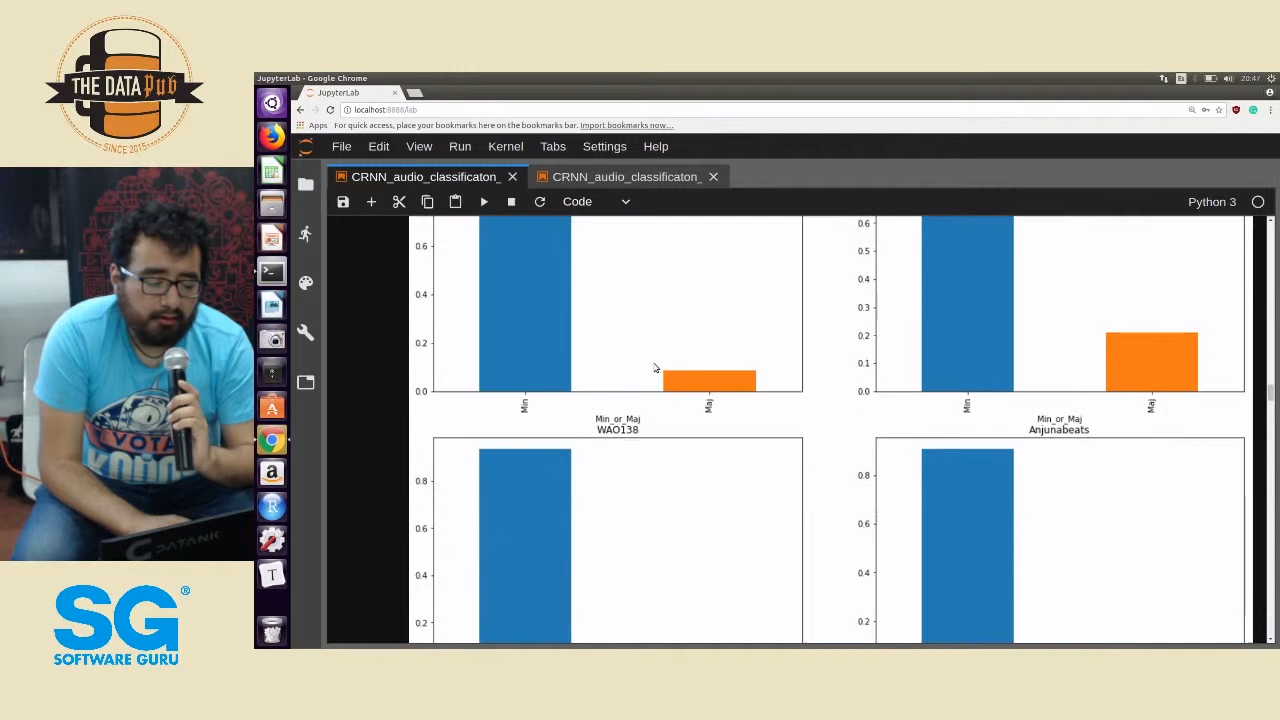 THE DATA Pub
SINCE 2015
JupyterLab - Google Chrome
Es
20:47
JupyterLab
localhost:8888/lab
Apps For quick access, place your bookmarks here on the bookmarks bar. Import bookmarks now...
File Edit View Run Kernel Tabs Settings Help
CRNN_audio_classificaton_
CRNN_audio_classificaton_
Code
Python 3
0.6
0.4
0.2
0.0
Min
Maj
Min_or_Maj
0.6
0.5
0.4
0.3
0.2
0.1
0.0
Min
Maj
Min_or_Maj
WAO138
0.8
0.6
0.4
0.2
Anjunabeats
0.8
0.6
0.4
0.2
DATANK
SG®
SOFTWARE GURU